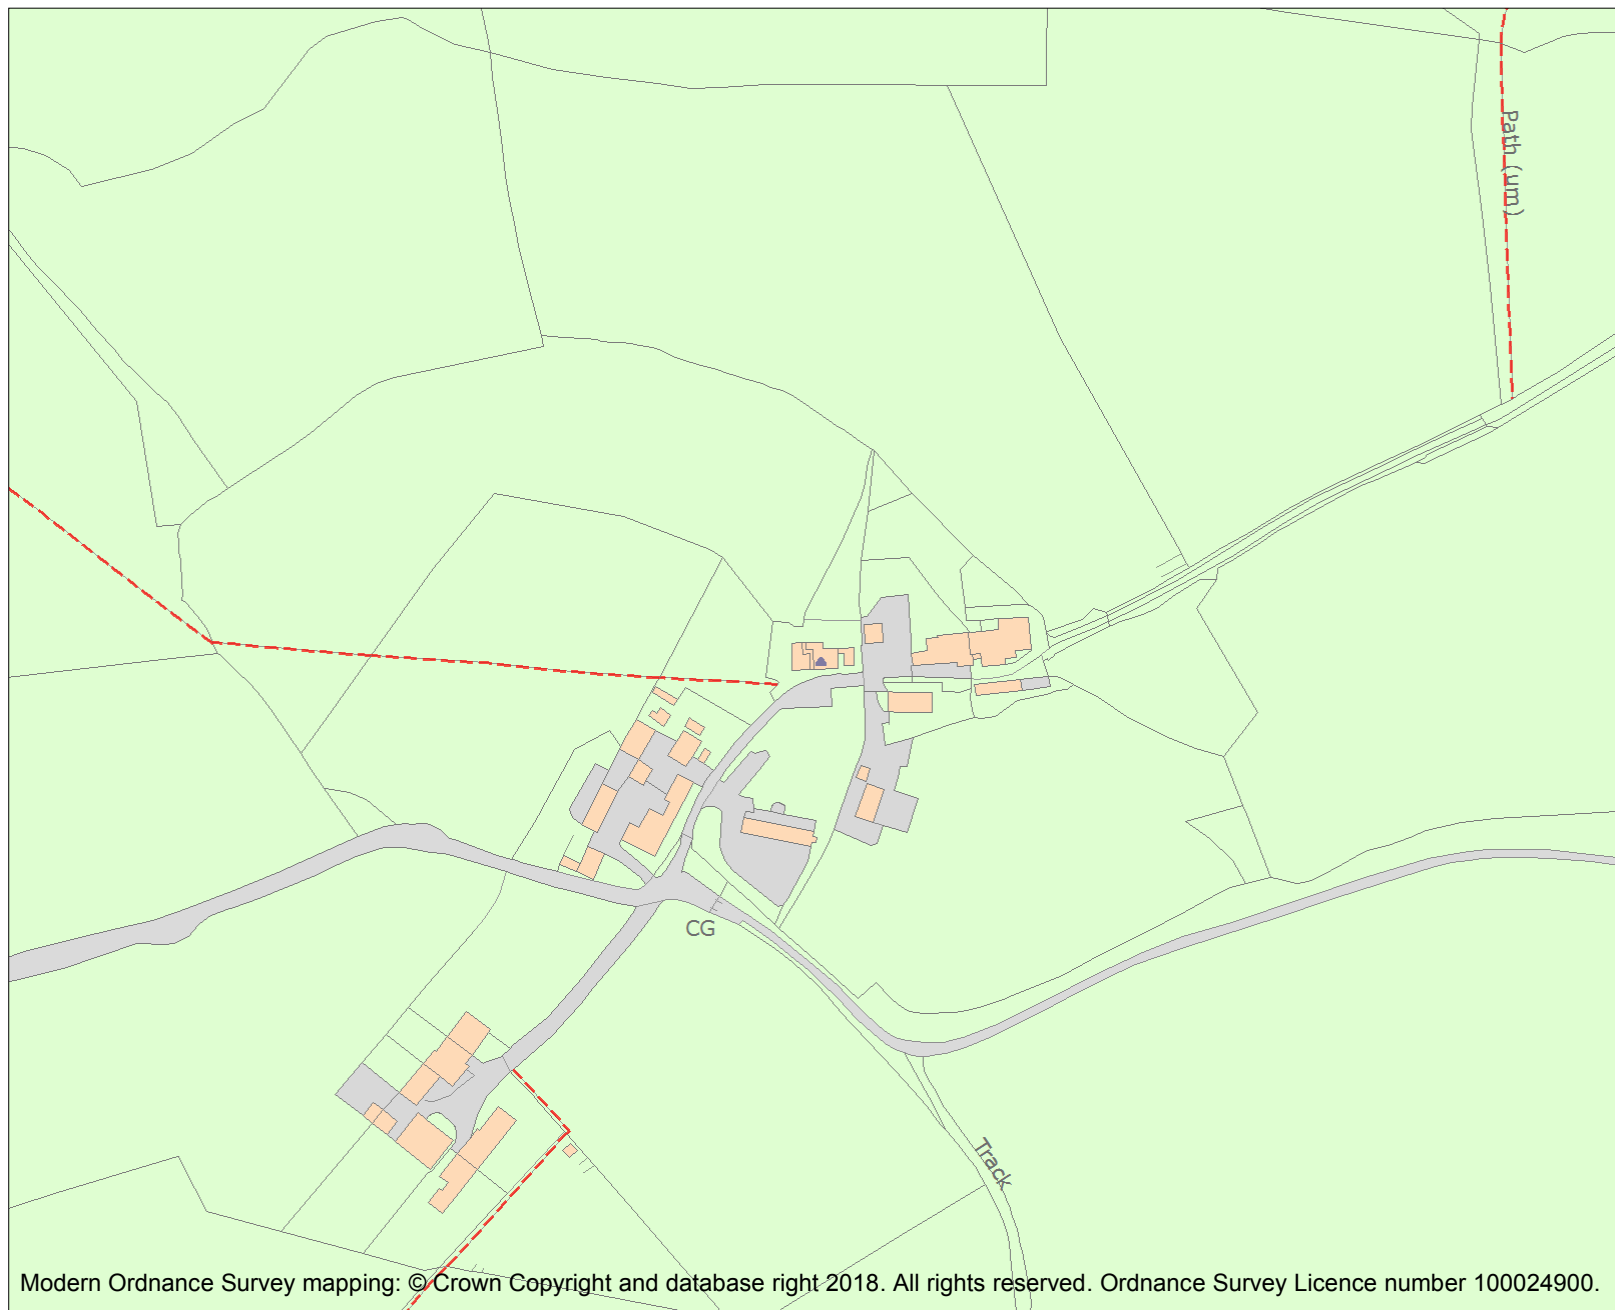 Path (um)
CG
Track
Modern Ordnance Survey mapping: © Crown Copyright and database right 2018. All rights reserved. Ordnance Survey Licence number 100024900.